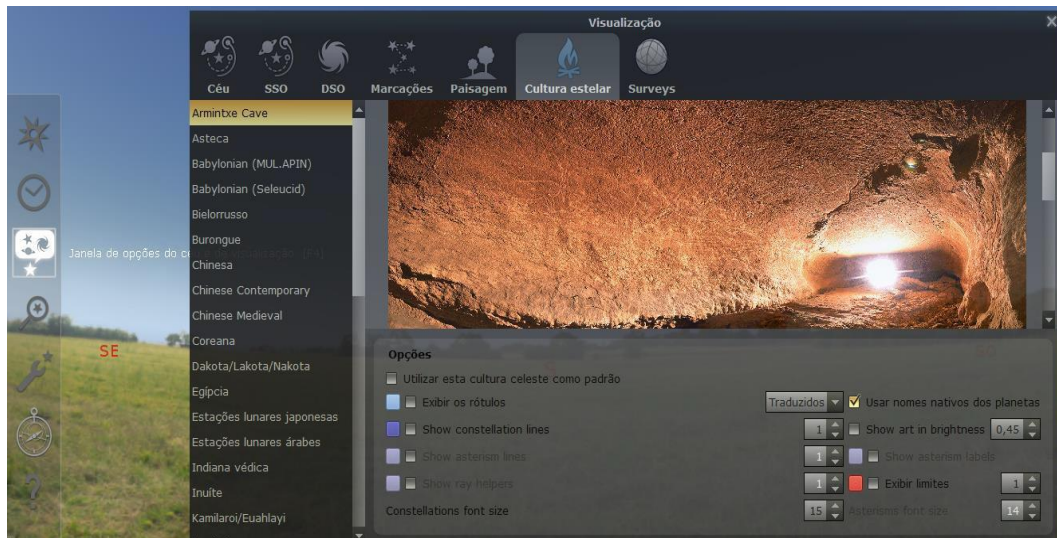 Visualização
Céu SSO DSO Marcações Paisagem Cultura estelar Surveys
Armintxe Cave
Asteca
Babylonian (MUL.APIN)
Babylonian (Seleucid)
Bielorrusso
Burongue
Chinesa
Chinese Contemporary
Chinese Medieval
Coreana
Dakota/Lakota/Nakota
Egípcia
Estações lunares japonesas
Estações lunares árabes
Indiana védica
Inuíte
Kamilaroi/Euahlayi
Janela de opções do
SE
Opções
Utilizar esta cultura celeste como padrão
Exibir os rótulos Traduzidos Usar nomes nativos dos planetas
Show constellation lines 1 Show art in brightness 0,45
Show asterism lines 1 Show asterism labels
Show ray helpers 1 Exibir limites 1
Constellations font size 15 Asterisms font size 14